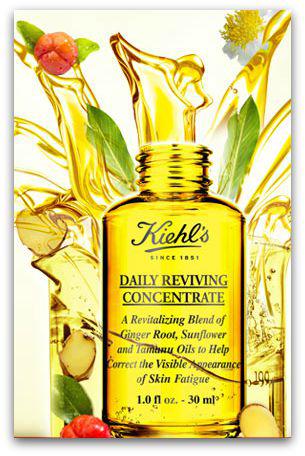 Kiehl's
SINCE 1851
DAILY REVIVING
CONCENTRATE
A Revitalizing Blend of
Ginger Root, Sunflower
and Tamanu Oils to Help
Correct the Visible Appearance
of Skin Fatigue
1.0 fl oz. - 30 ml
199